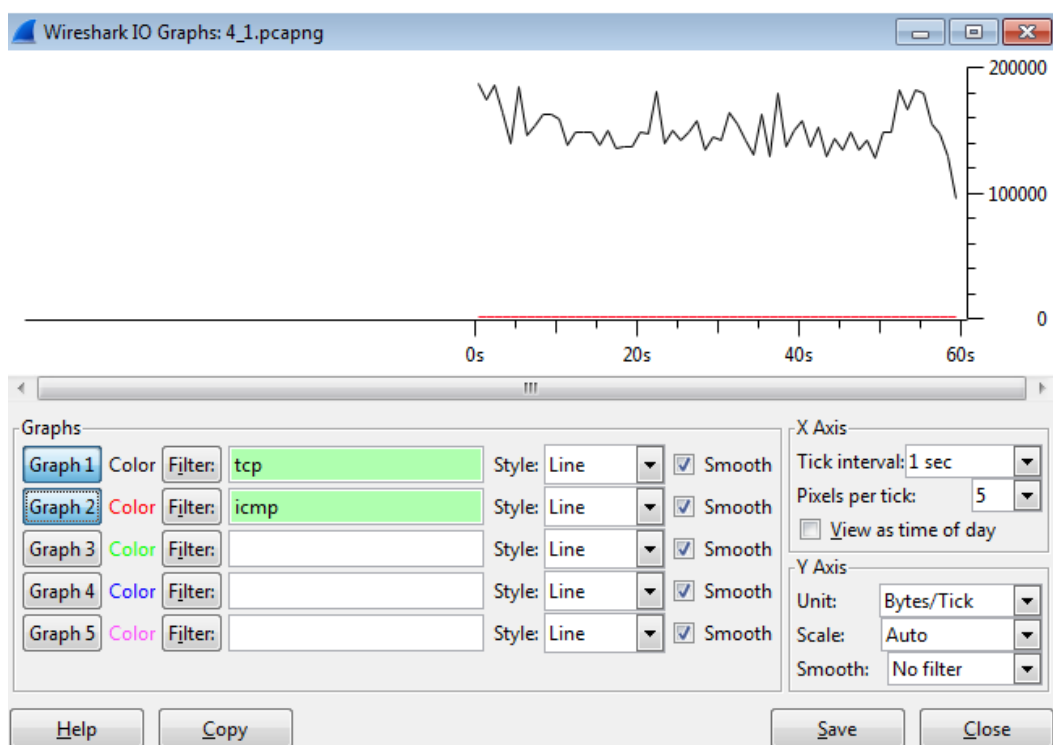 Wireshark IO Graphs: 4_1.pcapng
200000
100000
0
0s 20s 40s 60s
Graphs
Graph 1 Color Filter: tcp Style: Line Smooth
Graph 2 Color Filter: icmp Style: Line Smooth
Graph 3 Color Filter: Style: Line Smooth
Graph 4 Color Filter: Style: Line Smooth
Graph 5 Color Filter: Style: Line Smooth
X Axis
Tick interval: 1 sec
Pixels per tick: 5
View as time of day
Y Axis
Unit: Bytes/Tick
Scale: Auto
Smooth: No filter
Help Copy Save Close